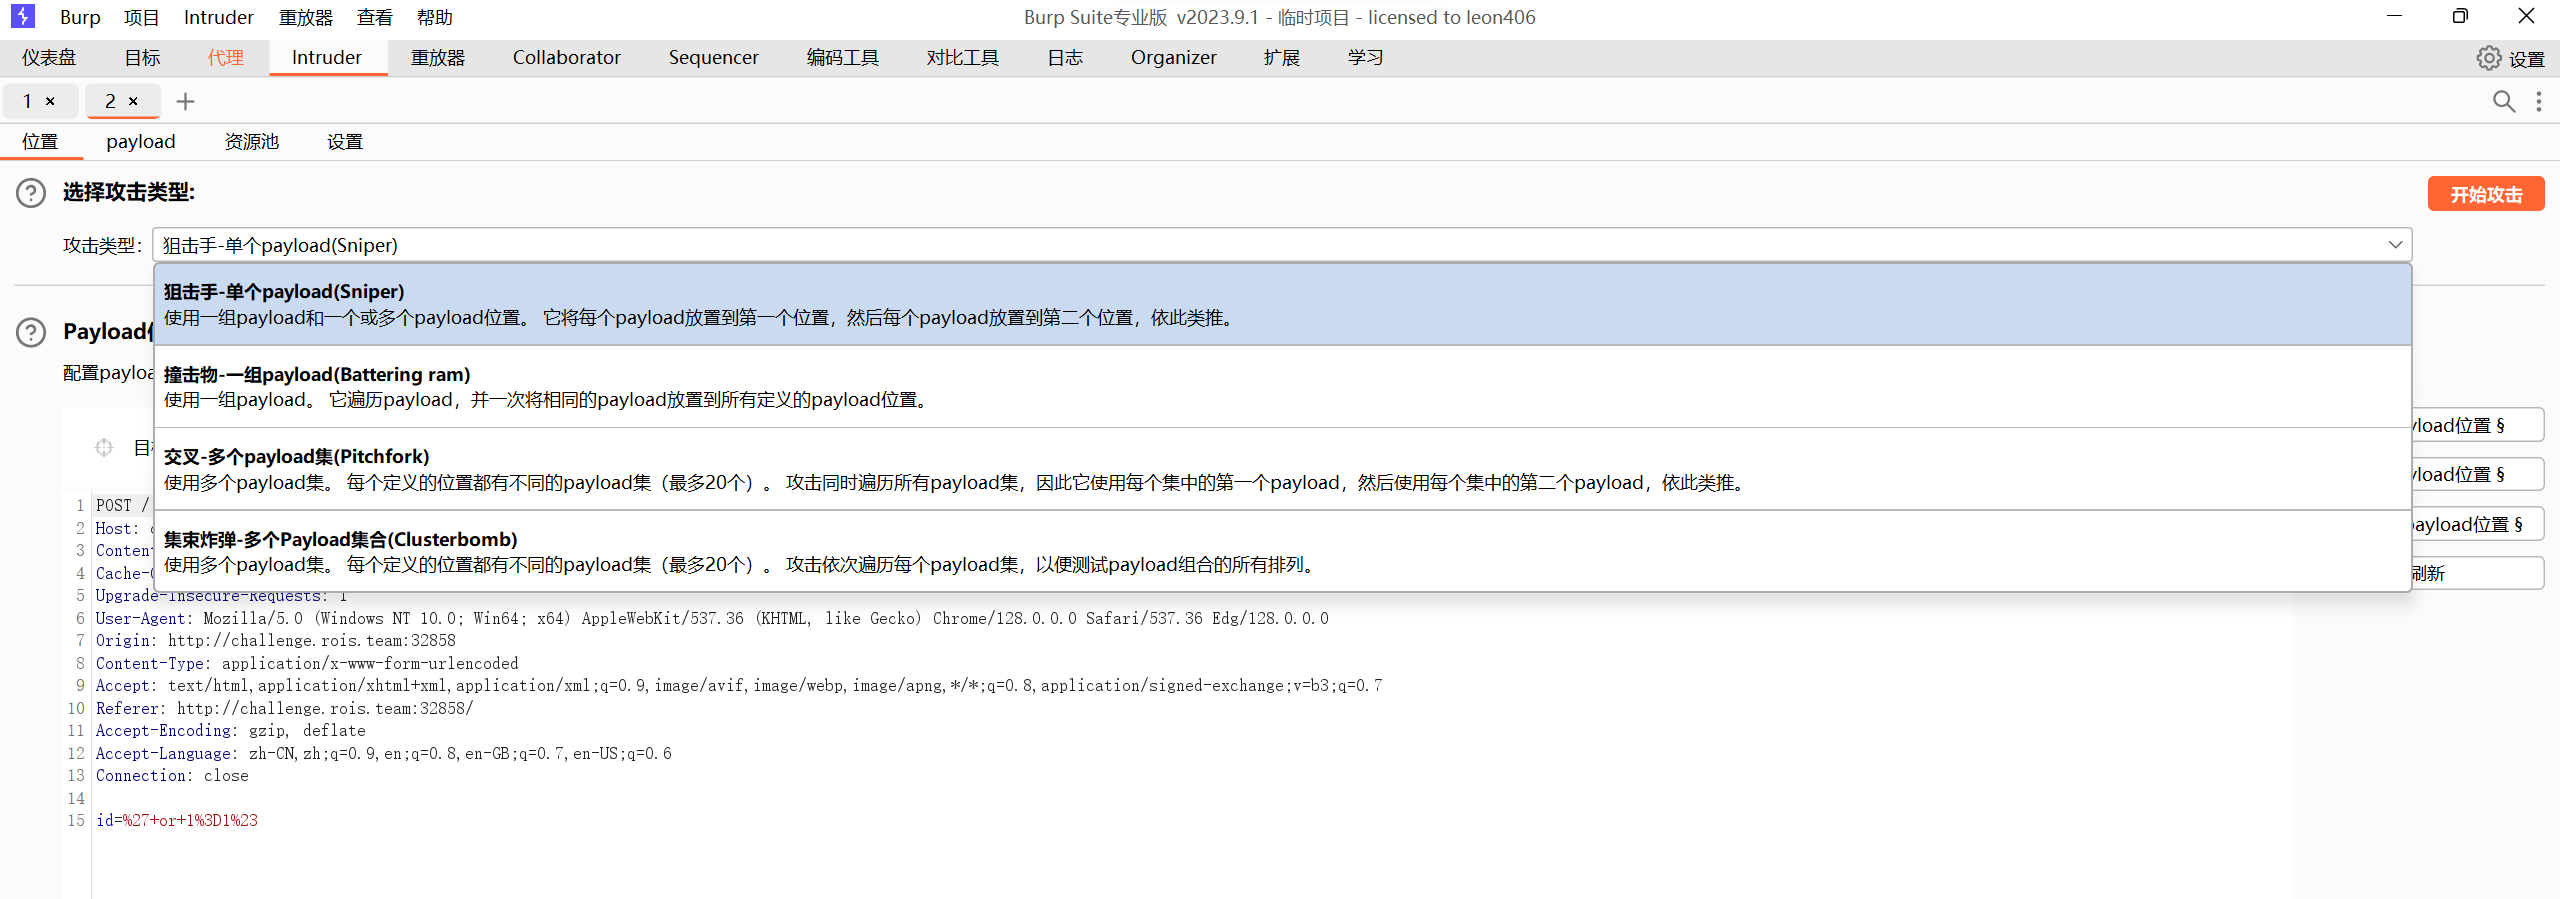 Burp 项目 Intruder 重放器 查看 帮助 Burp Suite专业版 v2023.9.1 - 临时项目 - licensed to leon406
仪表盘 目标 代理 Intruder 重放器 Collaborator Sequencer 编码工具 对比工具 日志 Organizer 扩展 学习 设置
1 × 2 × +
位置 payload 资源池 设置
选择攻击类型: 开始攻击
攻击类型: 狙击手-单个payload(Sniper)
狙击手-单个payload(Sniper)
使用一组payload和一个或多个payload位置。 它将每个payload放置到第一个位置，然后每个payload放置到第二个位置，依此类推。
Payload
配置payloa
撞击物-一组payload(Battering ram)
使用一组payload。 它遍历payload，并一次将相同的payload放置到所有定义的payload位置。
yload位置 §
目
交叉-多个payload集(Pitchfork)
使用多个payload集。 每个定义的位置都有不同的payload集（最多20个）。 攻击同时遍历所有payload集，因此它使用每个集中的第一个payload，然后使用每个集中的第二个payload，依此类推。
yload位置 §
集束炸弹-多个Payload集合(Clusterbomb)
使用多个payload集。 每个定义的位置都有不同的payload集（最多20个）。 攻击依次遍历每个payload集，以便测试payload组合的所有排列。
ayload位置 §
刷新
1 POST /
2 Host:
3 Conten
4 Cache-
5 Upgrade-Insecure-Requests: 1
6 User-Agent: Mozilla/5.0 (Windows NT 10.0; Win64; x64) AppleWebKit/537.36 (KHTML, like Gecko) Chrome/128.0.0.0 Safari/537.36 Edg/128.0.0.0
7 Origin: http://challenge.rois.team:32858
8 Content-Type: application/x-www-form-urlencoded
9 Accept: text/html,application/xhtml+xml,application/xml;q=0.9,image/avif,image/webp,image/apng,*/*;q=0.8,application/signed-exchange;v=b3;q=0.7
10 Referer: http://challenge.rois.team:32858/
11 Accept-Encoding: gzip, deflate
12 Accept-Language: zh-CN,zh;q=0.9,en;q=0.8,en-GB;q=0.7,en-US;q=0.6
13 Connection: close
14
15 id=%27+or+1%3D1%23